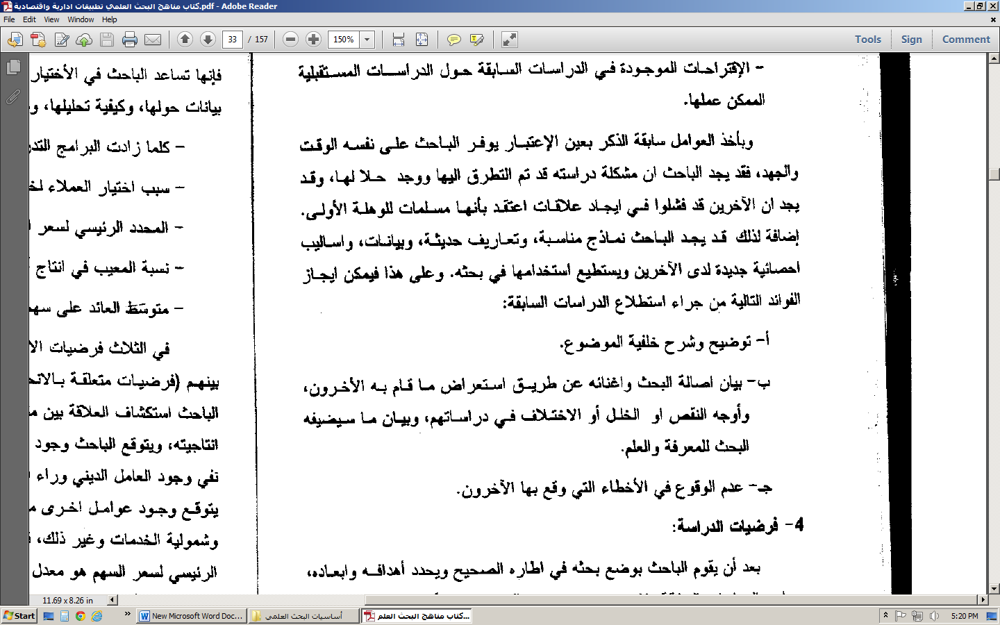 كتاب مناهج البحث العلمي تطبيقات ادارية واقتصادية.pdf - Adobe Reader
File Edit View Window Help
33 / 157 150% Tools Sign Comment
- الإقتراحات الموجودة في الدراسات السابقة حول الدراسات المستقبلية
الممكن عملها.
وبأخذ العوامل سابقة الذكر بعين الإعتبار يوفر الباحث على نفسه الوقت
والجهد، فقد يجد الباحث ان مشكلة دراسته قد تم التطرق اليها ووجد حلا لها، وقد
يجد ان الآخرين قد فشلوا في ايجاد علاقات اعتقد بأنها مسلمات للوهلة الأولى.
إضافة لذلك قد يجد الباحث نماذج مناسبة، وتعاريف حديثة، وبيانات، واساليب
احصائية جديدة لدى الآخرين ويستطيع استخدامها في بحثه. وعلى هذا فيمكن ايجاز
الفوائد التالية من جراء استطلاع الدراسات السابقة:
أ- توضيح وشرح خلفية الموضوع.
ب- بيان اصالة البحث واغنائه عن طريق استعراض ما قام به الأخرون،
وأوجه النقص او الخلل أو الاختلاف في دراساتهم، وبيان ما سيضيفه
البحث للمعرفة والعلم.
جـ- عدم الوقوع في الأخطاء التي وقع بها الآخرون.
4- فرضيات الدراسة:
بعد أن يقوم الباحث بوضع بحثه في اطاره الصحيح ويحدد أهدافه وابعاده،
فإنها تساعد الباحث في الأختيار
بيانات حولها، وكيفية تحليلها،
- كلما زادت البرامج
- سبب اختيار العملاء
- المحدد الرئيسي لسعر
- نسبة المعيب في انتاج
- متوسط العائد على
في الثلاث فرضيات
بينهم (فرضيات متعلقة
الباحث استكشاف العلاقة بين
انتاجيته، ويتوقع الباحث وجود
نفي وجود العامل الديني وراء
يتوقع وجود عوامل اخرى
وشمولية الخدمات وغير ذلك،
الرئيسي لسعر السهم هو معدل
11.69 x 8.26 in
Start New Microsoft Word Doc... أساسيات البحث العلمي كتاب مناهج البحث العلم... 5:20 PM